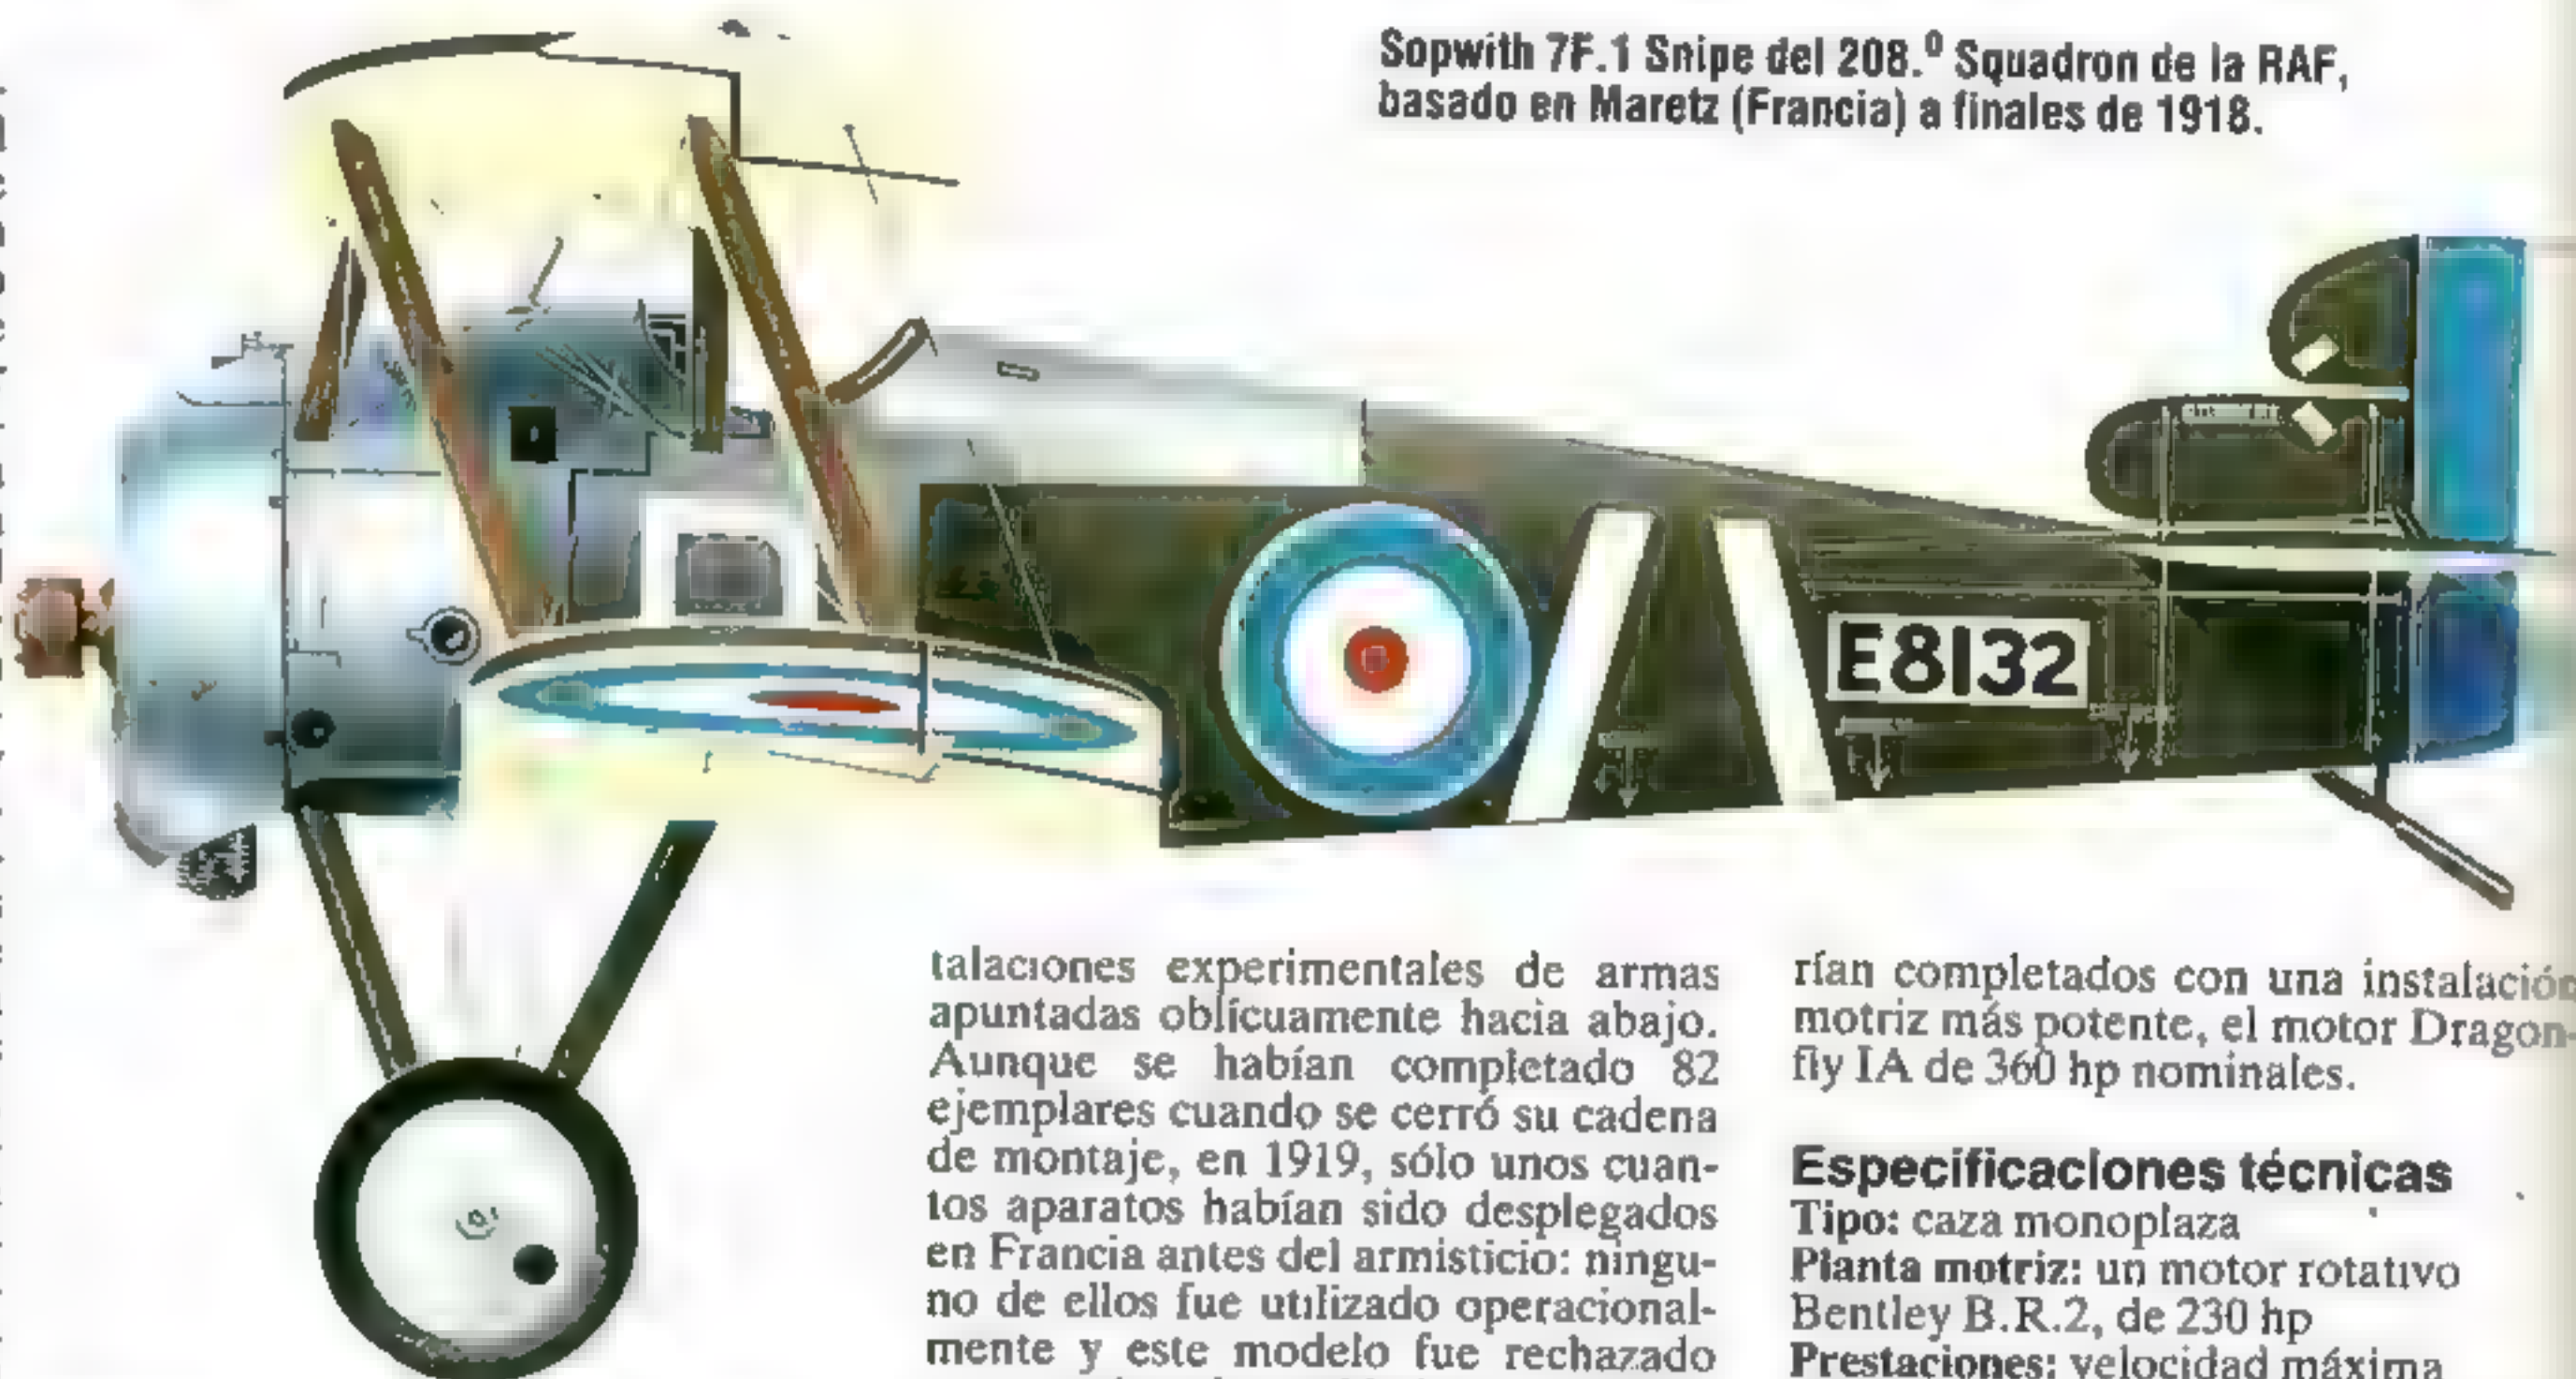 Sopwith 7F.1 Snipe del 208.º Squadron de la RAF,
basado en Maretz (Francia) a finales de 1918.
E8132
talaciones experimentales de armas
apuntadas oblícuamente hacia abajo.
Aunque se habían completado 82
ejemplares cuando se cerró su cadena
de montaje, en 1919, sólo unos cuan-
tos aparatos habían sido desplegados
en Francia antes del armisticio: ningu-
no de ellos fue utilizado operacional-
mente y este modelo fue rechazado
rían completados con una instalación
motriz más potente, el motor Dragon-
fly IA de 360 hp nominales.
Especificaciones técnicas
Tipo: caza monoplaza
Planta motriz: un motor rotativo
Bentley B.R.2, de 230 hp
Prestaciones: velocidad máxima